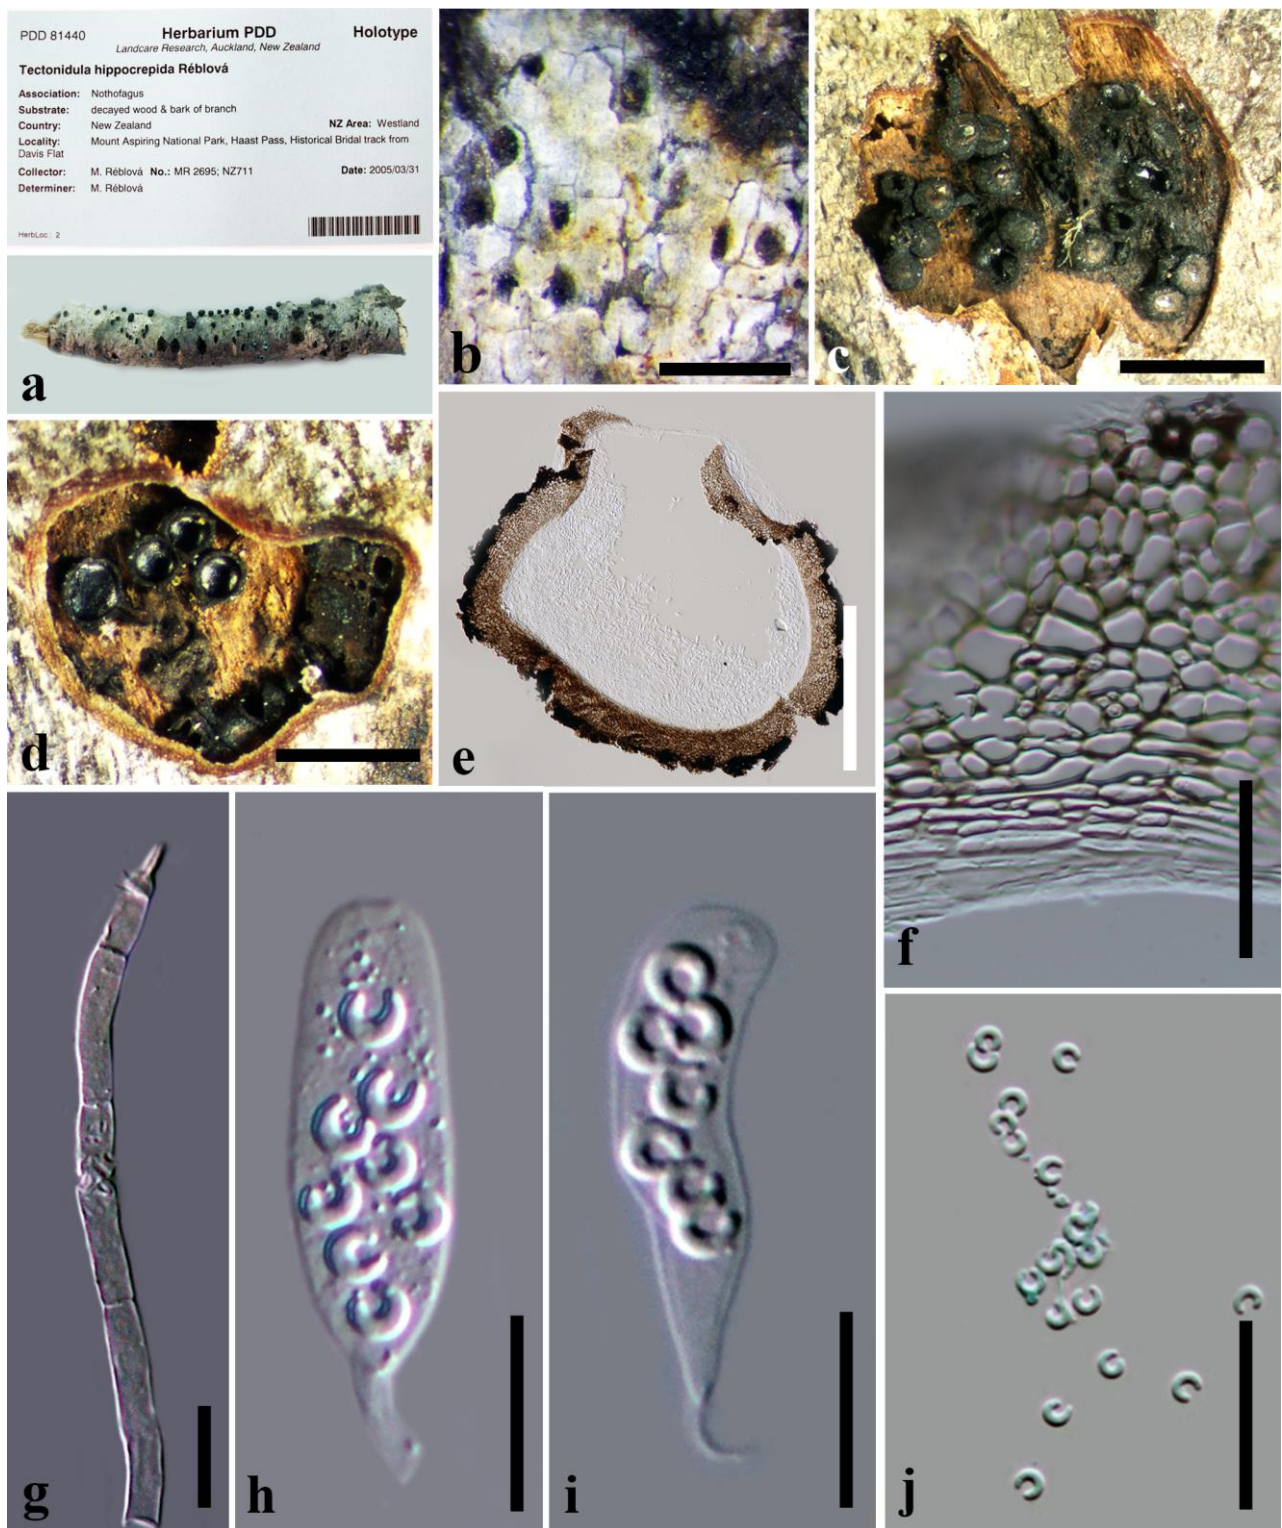 PDD 81440 Herbarium PDD Holotype
Landcare Research, Auckland, New Zealand
Tectonidula hippocrepida Réblová
Association: Nothofagus
Substrate: decayed wood & bark of branch
Country: New Zealand NZ Area: Westland
Locality: Mount Aspiring National Park, Haast Pass, Historical Bridal track from
Davis Flat
Collector: M. Réblová No.: MR 2695; NZ711 Date: 2005/03/31
Determiner: M. Réblová
HerbLoc.: 2
a
b
c
d
e
f
g
h
i
j